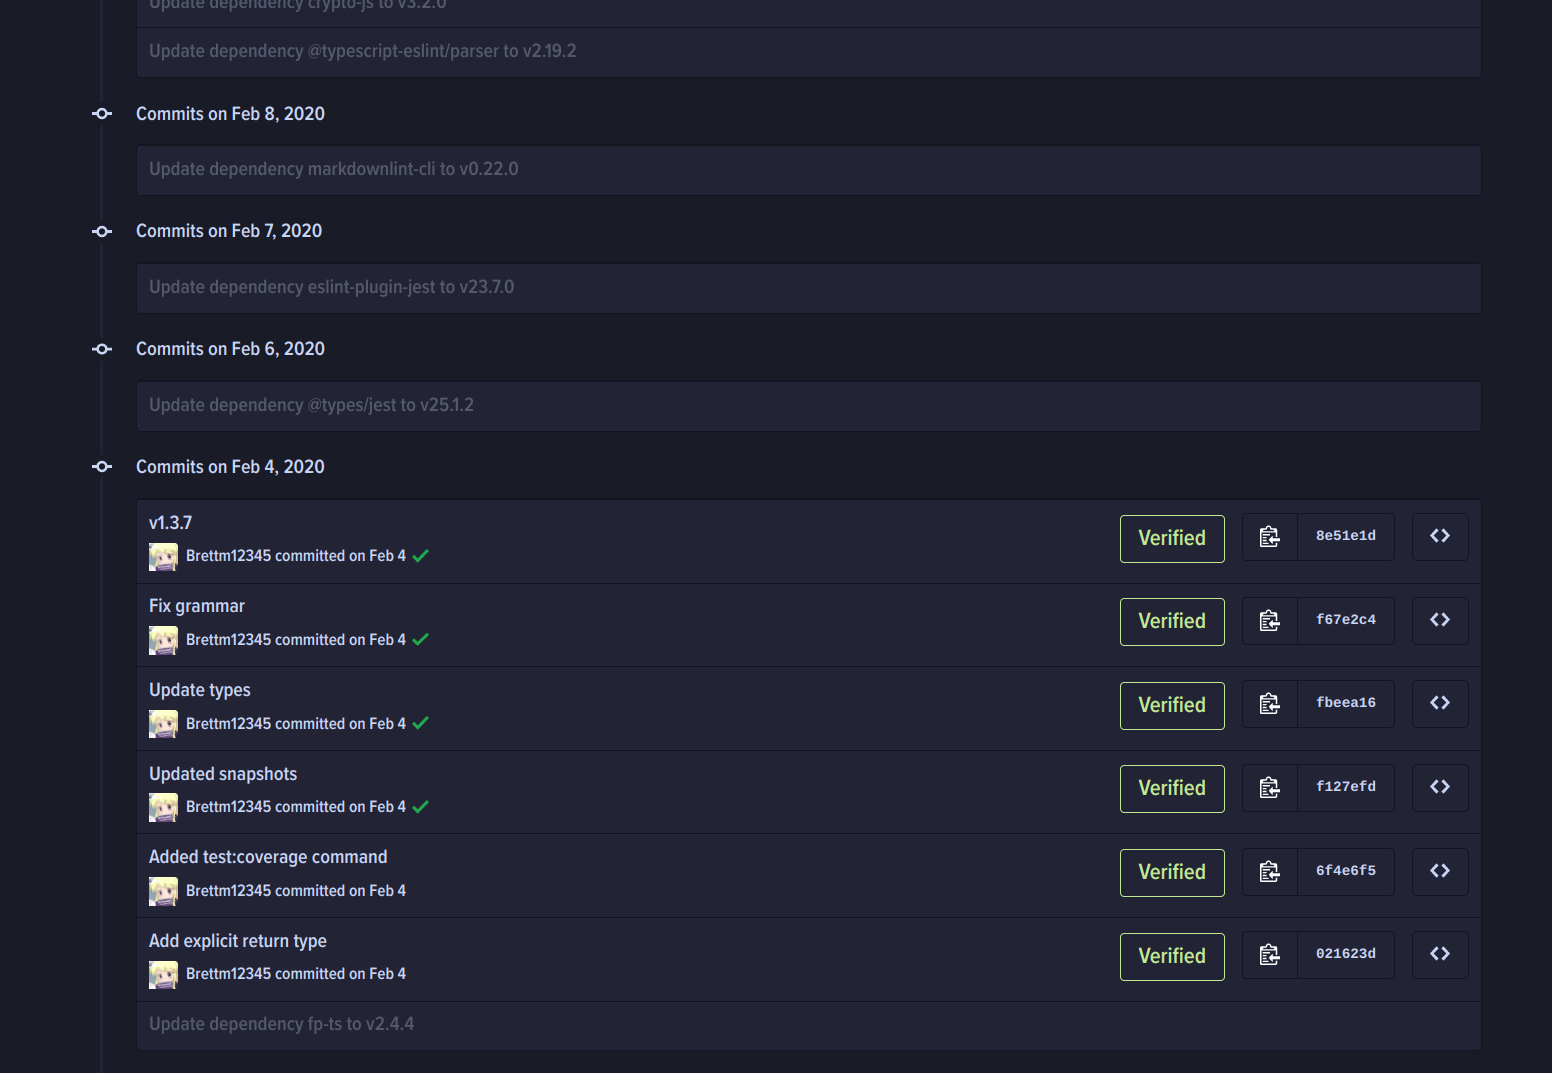 Update dependency crypto-js to v3.2.0
Update dependency @typescript-eslint/parser to v2.19.2
Commits on Feb 8, 2020
Update dependency markdownlint-cli to v0.22.0
Commits on Feb 7, 2020
Update dependency eslint-plugin-jest to v23.7.0
Commits on Feb 6, 2020
Update dependency @types/jest to v25.1.2
Commits on Feb 4, 2020
v1.3.7
Brettm12345 committed on Feb 4
Verified
8e51e1d
Fix grammar
Brettm12345 committed on Feb 4
Verified
f67e2c4
Update types
Brettm12345 committed on Feb 4
Verified
fbeea16
Updated snapshots
Brettm12345 committed on Feb 4
Verified
f127efd
Added test:coverage command
Brettm12345 committed on Feb 4
Verified
6f4e6f5
Add explicit return type
Brettm12345 committed on Feb 4
Verified
021623d
Update dependency fp-ts to v2.4.4